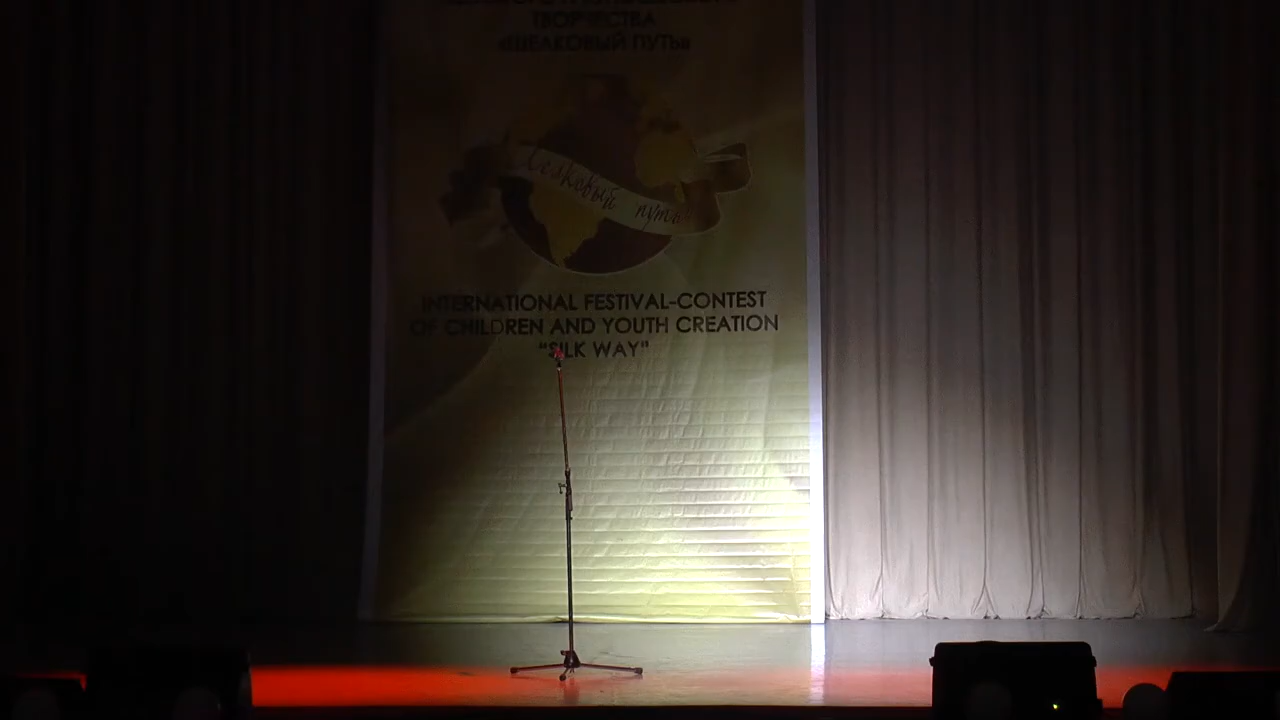 ТВОРЧЕСТВА
«ШЕЛКОВЫЙ ПУТЬ»
Шелковый путь
INTERNATIONAL FESTIVAL-CONTEST
OF CHILDREN AND YOUTH CREATION
“SILK WAY”